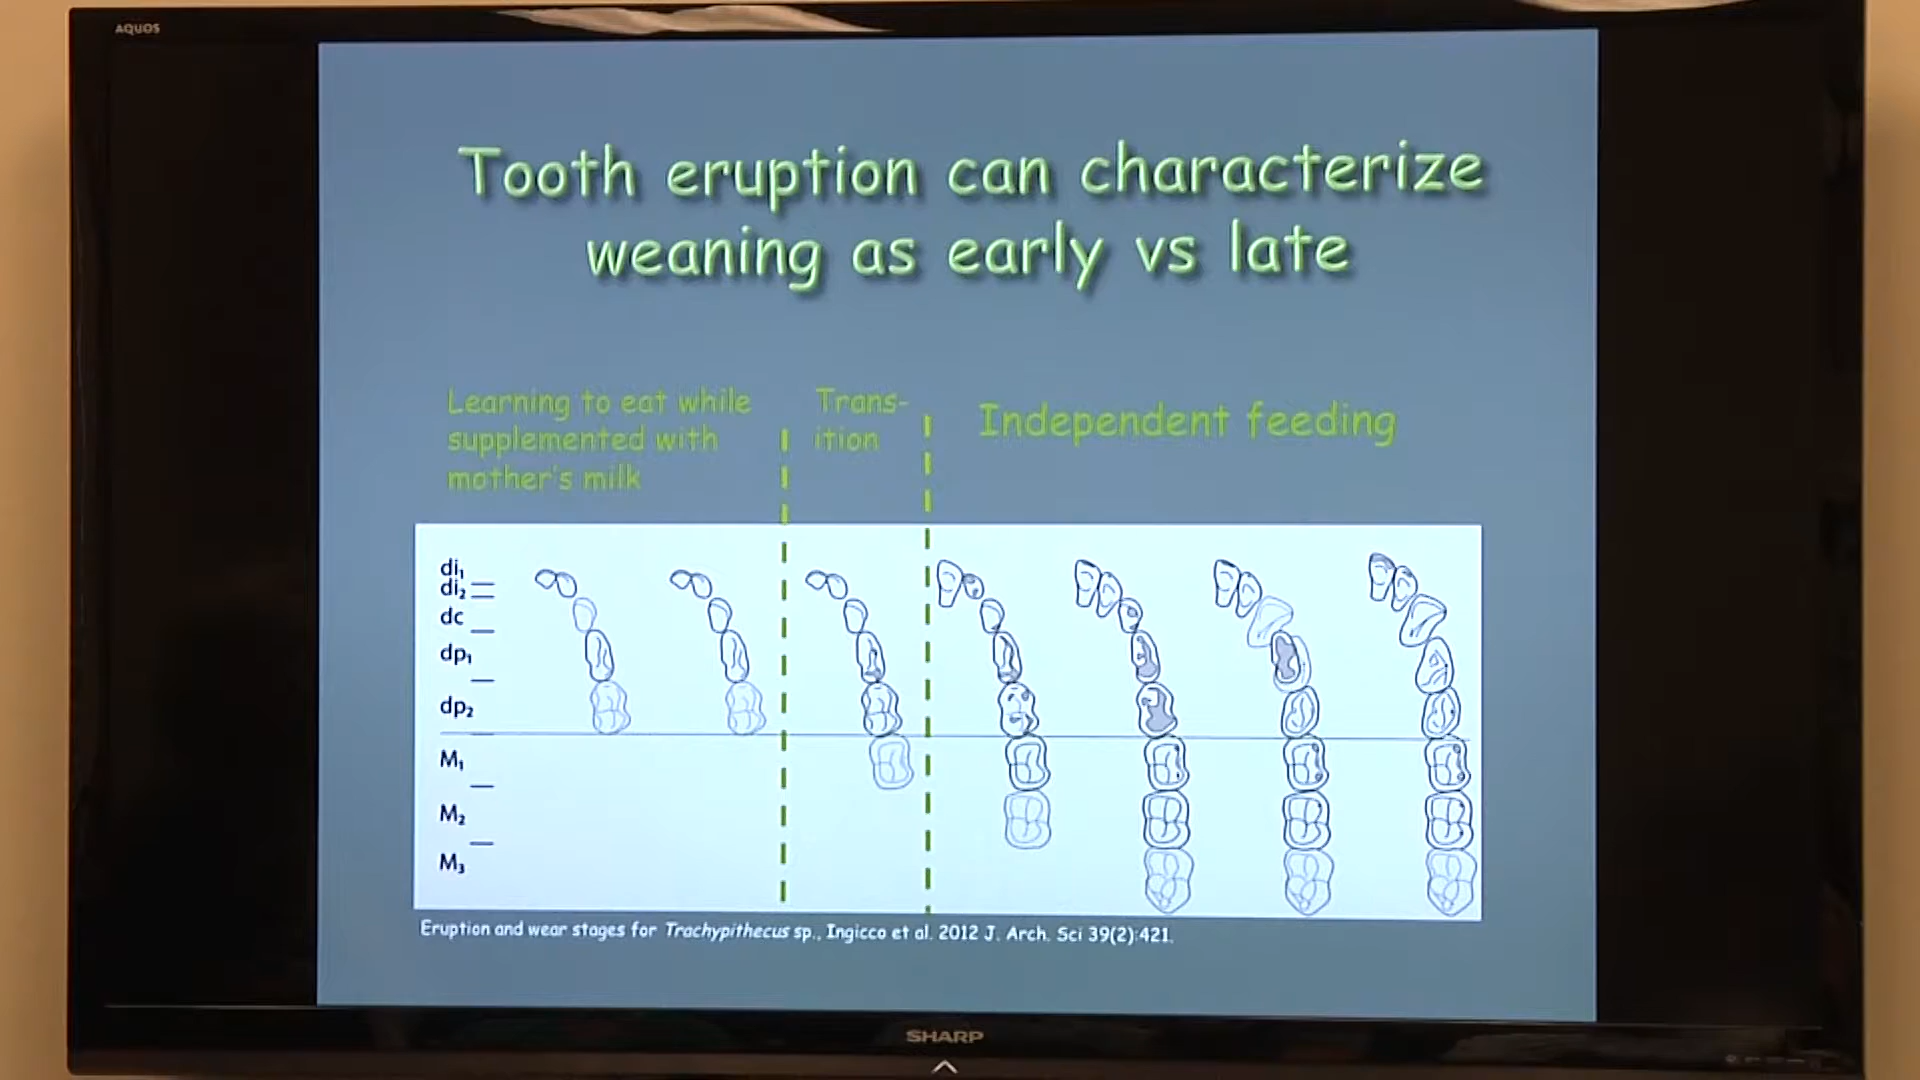 AQUOS
Tooth eruption can characterize
weaning as early vs late
Learning to eat while
supplemented with
mother's milk
Trans-
ition
Independent feeding
di₁
di₂
dc
dp₁
dp₂
M₁
M₂
M₃
Eruption and wear stages for Trachypithecus sp., Ingicco et al. 2012 J. Arch. Sci 39(2):421.
SHARP